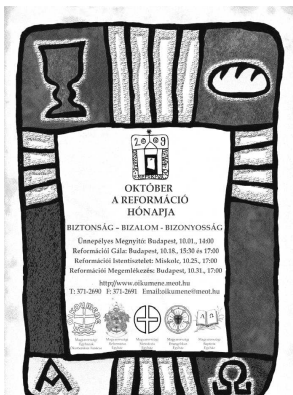 2009
OKTÓBER
A REFORMÁCIÓ
HÓNAPJA
BIZTONSÁG – BIZALOM - BIZONYOSSÁG
Ünnepélyes Megnyitó: Budapest, 10.01., 14:00
Reformációi Gála: Budapest, 10.18., 15:30 és 17:00
Reformációi Istentisztelet: Miskolc, 10.25., 17:00
Reformációi Megemlékezés: Budapest, 10.31., 17:00
http://www.oikumene.meot.hu
T: 371-2690 F: 371-2691 Email:oikumene@meot.hu
Α Ω